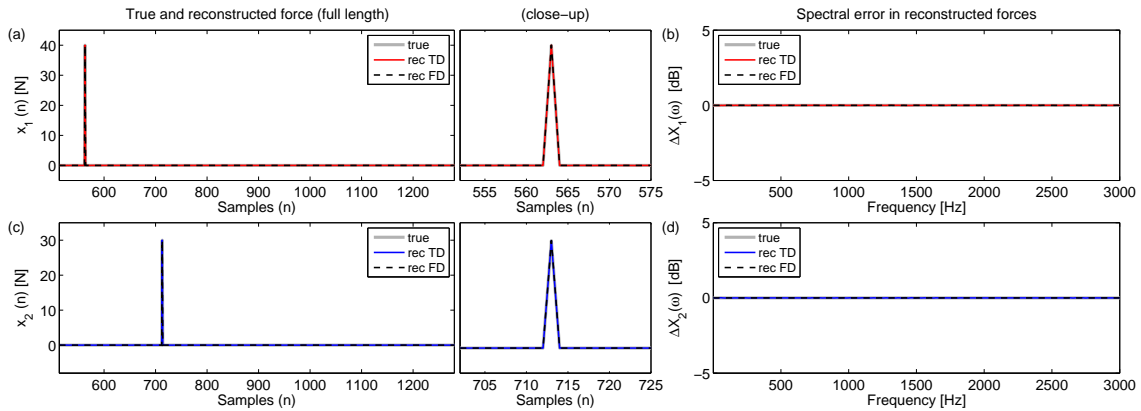 True and reconstructed force (full length)
(close−up)
Spectral error in reconstructed forces
(a)
x1 (n) [N]
40
30
20
10
0
true
rec TD
rec FD
600 700 800 900 1000 1100 1200
Samples (n)
555 560 565 570 575
Samples (n)
(b)
ΔX1(ω) [dB]
5
0
−5
true
rec TD
rec FD
500 1000 1500 2000 2500 3000
Frequency [Hz]
(c)
x2 (n) [N]
30
20
10
0
true
rec TD
rec FD
600 700 800 900 1000 1100 1200
Samples (n)
705 710 715 720 725
Samples (n)
(d)
ΔX2(ω) [dB]
5
0
−5
true
rec TD
rec FD
500 1000 1500 2000 2500 3000
Frequency [Hz]